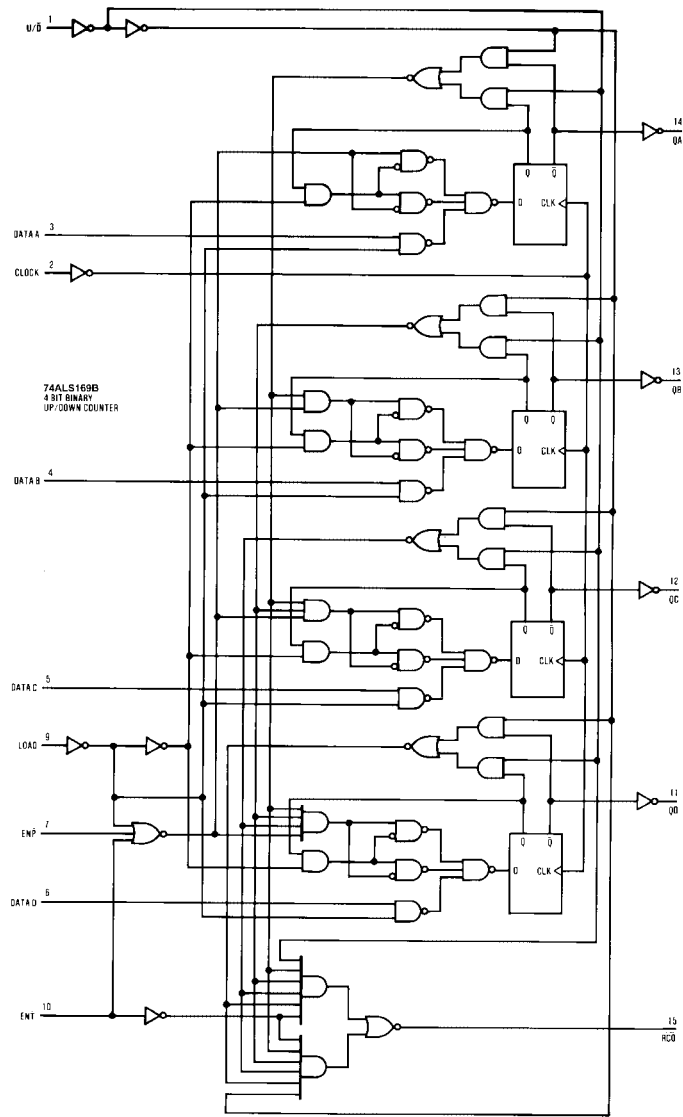 1
U/D̄
14
QA
Q Q̄
D CLK
3
DATA A
2
CLOCK
13
QB
74ALS169B
4 BIT BINARY
UP/DOWN COUNTER
Q Q̄
D CLK
4
DATA B
12
QC
Q Q̄
D CLK
5
DATA C
9
LOAD
11
QD
7
ENP̄
Q Q̄
D CLK
6
DATA D
10
ENT
15
RCO